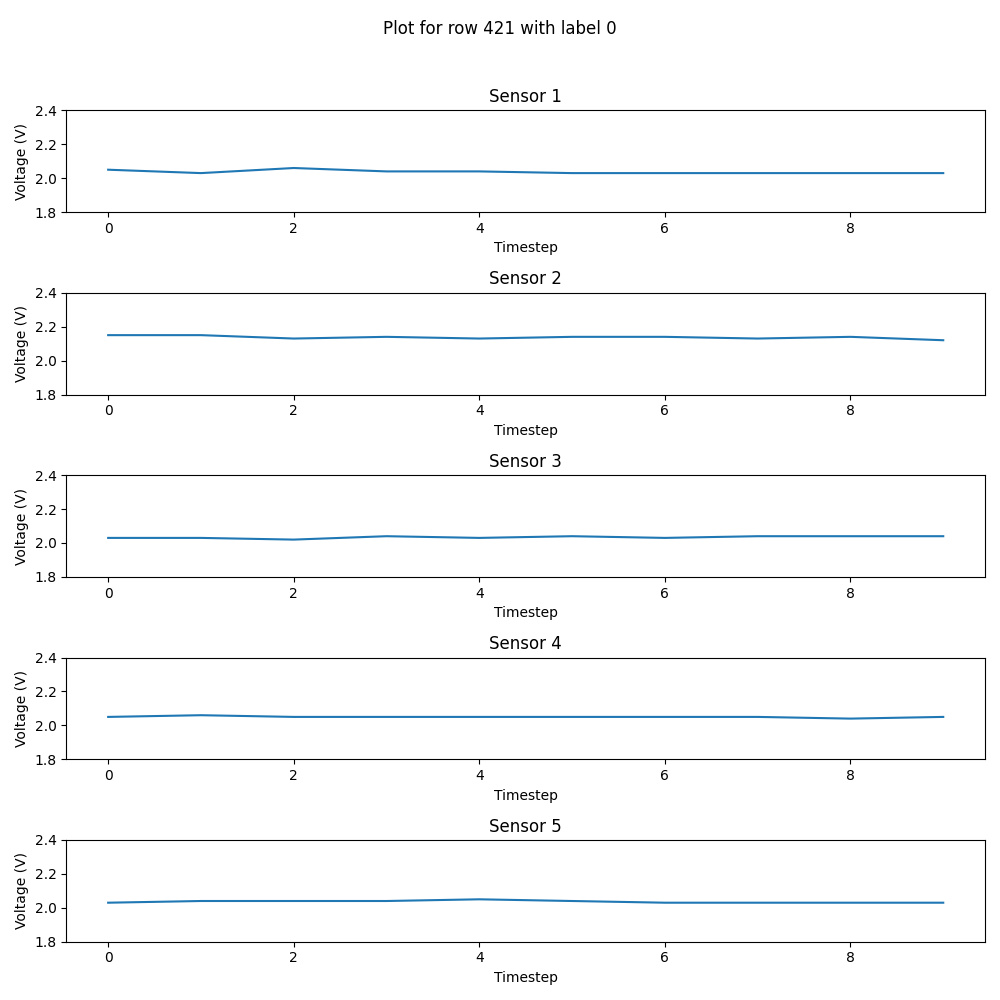 Plot for row 421 with label 0
Sensor 1
Voltage (V)
2.4
2.2
2.0
1.8
0 2 4 6 8
Timestep
Sensor 2
Voltage (V)
2.4
2.2
2.0
1.8
0 2 4 6 8
Timestep
Sensor 3
Voltage (V)
2.4
2.2
2.0
1.8
0 2 4 6 8
Timestep
Sensor 4
Voltage (V)
2.4
2.2
2.0
1.8
0 2 4 6 8
Timestep
Sensor 5
Voltage (V)
2.4
2.2
2.0
1.8
0 2 4 6 8
Timestep